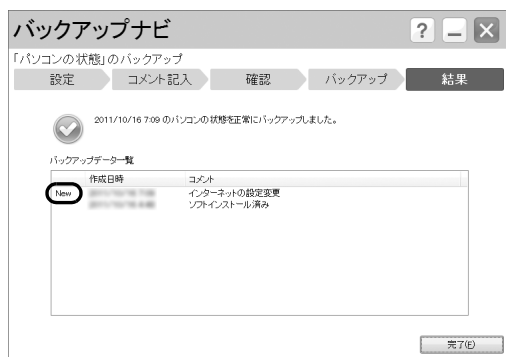 バックアップナビ
?
「パソコンの状態」のバックアップ
設定 コメント記入 確認 バックアップ 結果
2011/10/16 7:09 のパソコンの状態を正常にバックアップしました。
バックアップデータ一覧
作成日時 コメント
New インターネットの設定変更
ソフトインストール済み
完了(E)